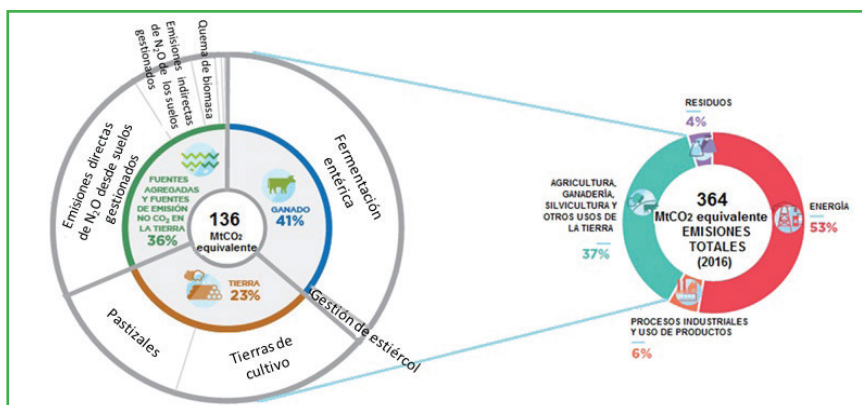 Emisiones directas
de N₂O desde suelos
gestionados
Emisiones indirectas
de N₂O de los suelos
gestionados
Quema de biomasa
Fermentación
entérica
Gestión de estiércol
Tierras de
cultivo
Pastizales
FUENTES
AGREGADAS Y
FUENTES DE
EMISIÓN
NO CO₂ EN
LA TIERRA
36%
GANADO
41%
136
MtCO₂
equivalente
TIERRA
23%
RESIDUOS
4%
AGRICULTURA,
GANADERÍA,
SILVICULTURA Y
OTROS USOS DE
LA TIERRA
37%
364
MtCO2 equivalente
EMISIONES
TOTALES
(2016)
ENERGÍA
53%
PROCESOS INDUSTRIALES
Y USO DE PRODUCTOS
6%